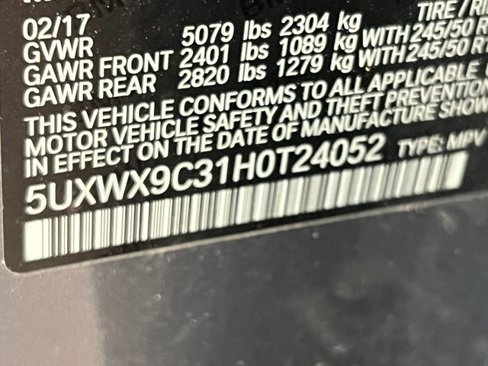 02/17 TIRE / RI
GVWR 5079 lbs 2304 kg
GAWR FRONT 2401 lbs 1089 kg WITH 245/50 R
GAWR REAR 2820 lbs 1279 kg WITH 245/50 R
THIS VEHICLE CONFORMS TO ALL APPLICABLE
MOTOR VEHICLE SAFETY AND THEFT PREVENTION
IN EFFECT ON THE DATE OF MANUFACTURE SHOW
5UXWX9C31H0T24052 TYPE: MPV